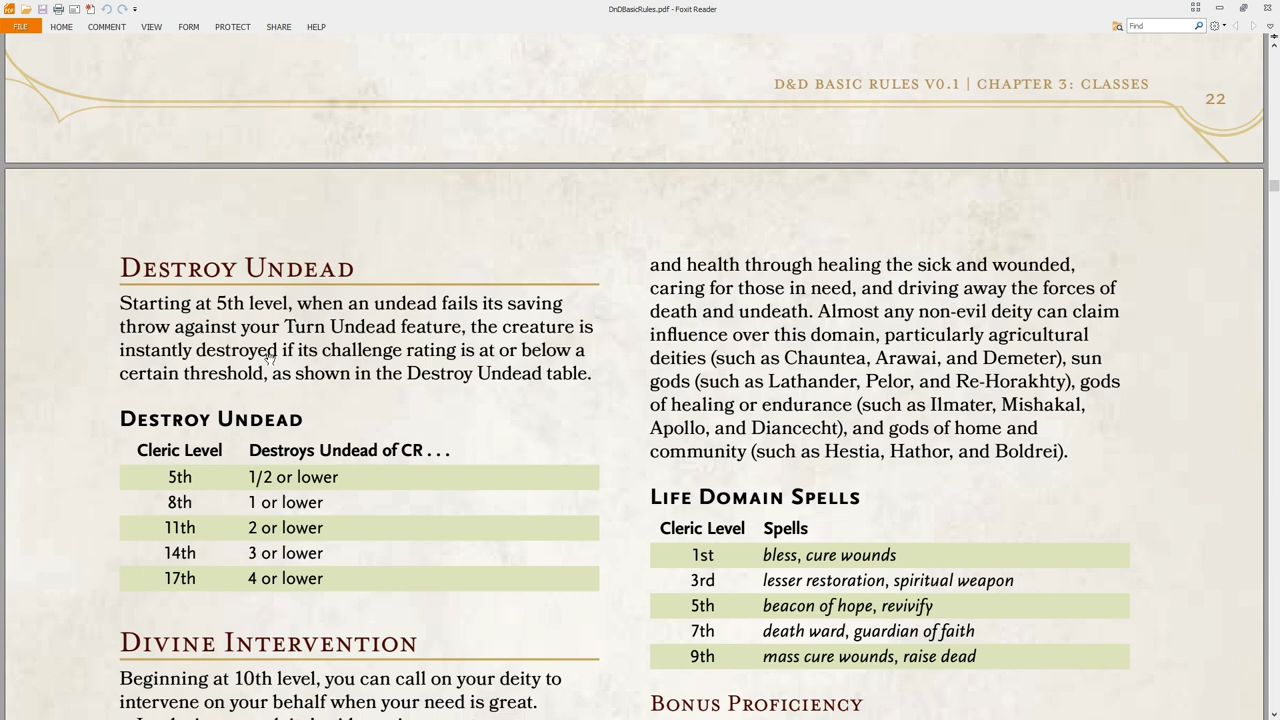 DnDBasicRules.pdf - Foxit Reader
FILE HOME COMMENT VIEW FORM PROTECT SHARE HELP
Find
D&D BASIC RULES V0.1 | CHAPTER 3: CLASSES
22
DESTROY UNDEAD
Starting at 5th level, when an undead fails its saving
throw against your Turn Undead feature, the creature is
instantly destroyed if its challenge rating is at or below a
certain threshold, as shown in the Destroy Undead table.
DESTROY UNDEAD
Cleric Level Destroys Undead of CR . . .
5th 1/2 or lower
8th 1 or lower
11th 2 or lower
14th 3 or lower
17th 4 or lower
DIVINE INTERVENTION
Beginning at 10th level, you can call on your deity to
intervene on your behalf when your need is great.
and health through healing the sick and wounded,
caring for those in need, and driving away the forces of
death and undeath. Almost any non-evil deity can claim
influence over this domain, particularly agricultural
deities (such as Chauntea, Arawai, and Demeter), sun
gods (such as Lathander, Pelor, and Re-Horakhty), gods
of healing or endurance (such as Ilmater, Mishakal,
Apollo, and Diancecht), and gods of home and
community (such as Hestia, Hathor, and Boldrei).
LIFE DOMAIN SPELLS
Cleric Level Spells
1st bless, cure wounds
3rd lesser restoration, spiritual weapon
5th beacon of hope, revivify
7th death ward, guardian of faith
9th mass cure wounds, raise dead
BONUS PROFICIENCY